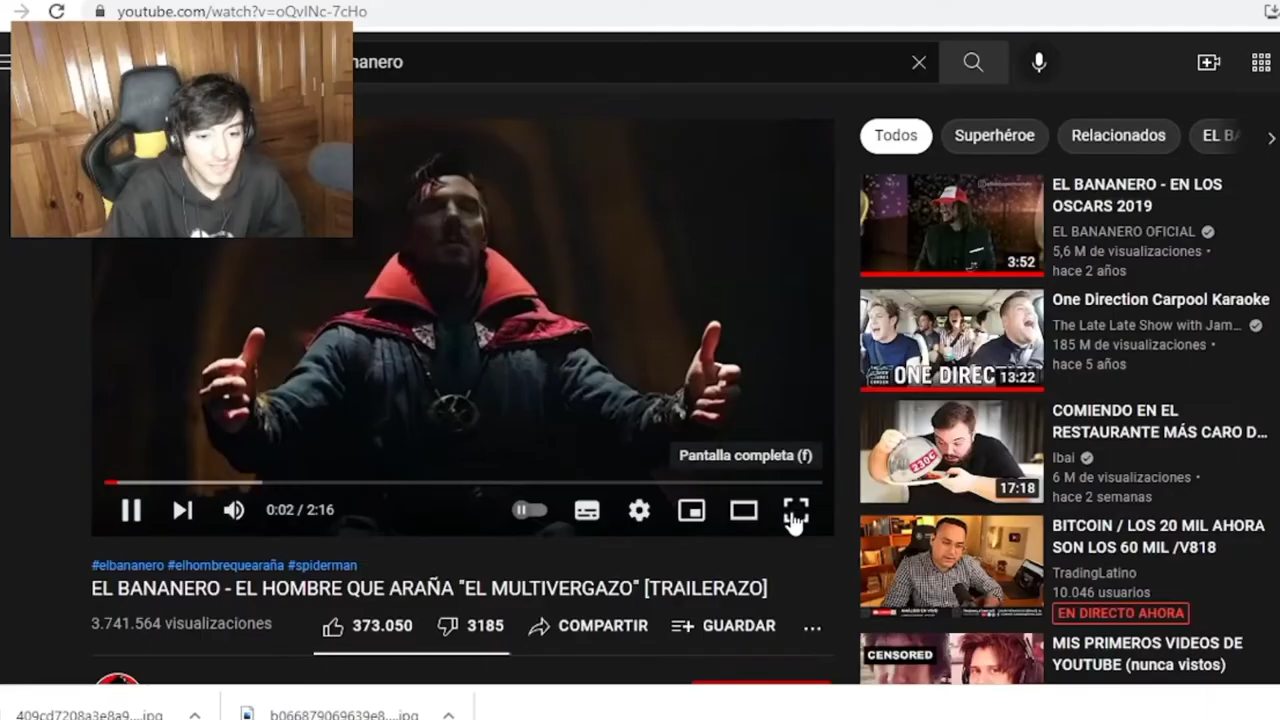 youtube.com/watch?v=oQvINc-7cHo
nanero
Todos
Superhéroe
Relacionados
EL BA
EL BANANERO - EN LOS
OSCARS 2019
EL BANANERO OFICIAL
5,6 M de visualizaciones •
hace 2 años
3:52
One Direction Carpool Karaoke
The Late Late Show with Jam...
185 M de visualizaciones •
hace 5 años
ONE DIREC
13:22
COMIENDO EN EL
RESTAURANTE MÁS CARO D...
Ibai
6 M de visualizaciones •
hace 2 semanas
230€
17:18
BITCOIN / LOS 20 MIL AHORA
SON LOS 60 MIL /V818
TradingLatino
10.046 usuarios
EN DIRECTO AHORA
MIS PRIMEROS VIDEOS DE
YOUTUBE (nunca vistos)
CENSORED
Pantalla completa (f)
0:02 / 2:16
#elbananero #elhombrequearaña #spiderman
EL BANANERO - EL HOMBRE QUE ARAÑA "EL MULTIVERGAZO" [TRAILERAZO]
3.741.564 visualizaciones
373.050
3185
COMPARTIR
GUARDAR
409cd7208a3e8a9....jpg
b066879069639e8....jpg